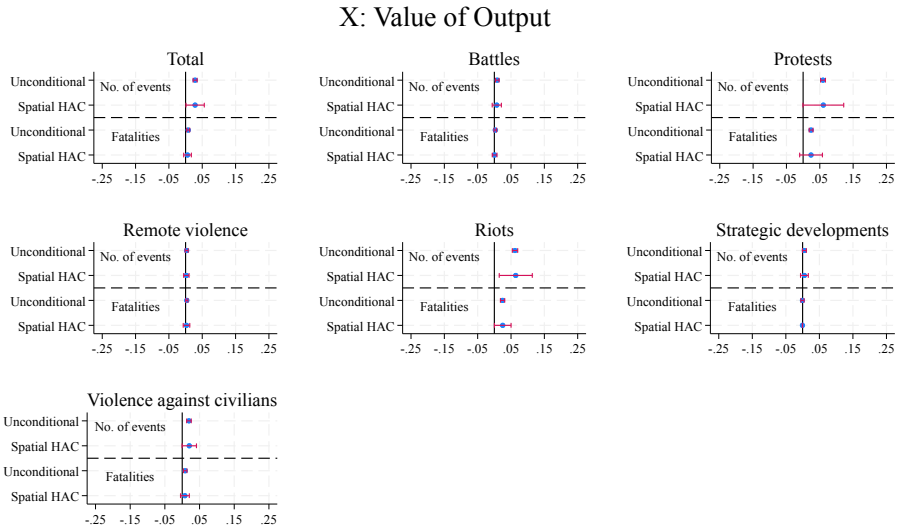 X: Value of Output
Total
Unconditional
No. of events
Spatial HAC
Unconditional
Fatalities
Spatial HAC
-.25 -.15 -.05 .05 .15 .25
Battles
Unconditional
No. of events
Spatial HAC
Unconditional
Fatalities
Spatial HAC
-.25 -.15 -.05 .05 .15 .25
Protests
Unconditional
No. of events
Spatial HAC
Unconditional
Fatalities
Spatial HAC
-.25 -.15 -.05 .05 .15 .25
Remote violence
Unconditional
No. of events
Spatial HAC
Unconditional
Fatalities
Spatial HAC
-.25 -.15 -.05 .05 .15 .25
Riots
Unconditional
No. of events
Spatial HAC
Unconditional
Fatalities
Spatial HAC
-.25 -.15 -.05 .05 .15 .25
Strategic developments
Unconditional
No. of events
Spatial HAC
Unconditional
Fatalities
Spatial HAC
-.25 -.15 -.05 .05 .15 .25
Violence against civilians
Unconditional
No. of events
Spatial HAC
Unconditional
Fatalities
Spatial HAC
-.25 -.15 -.05 .05 .15 .25